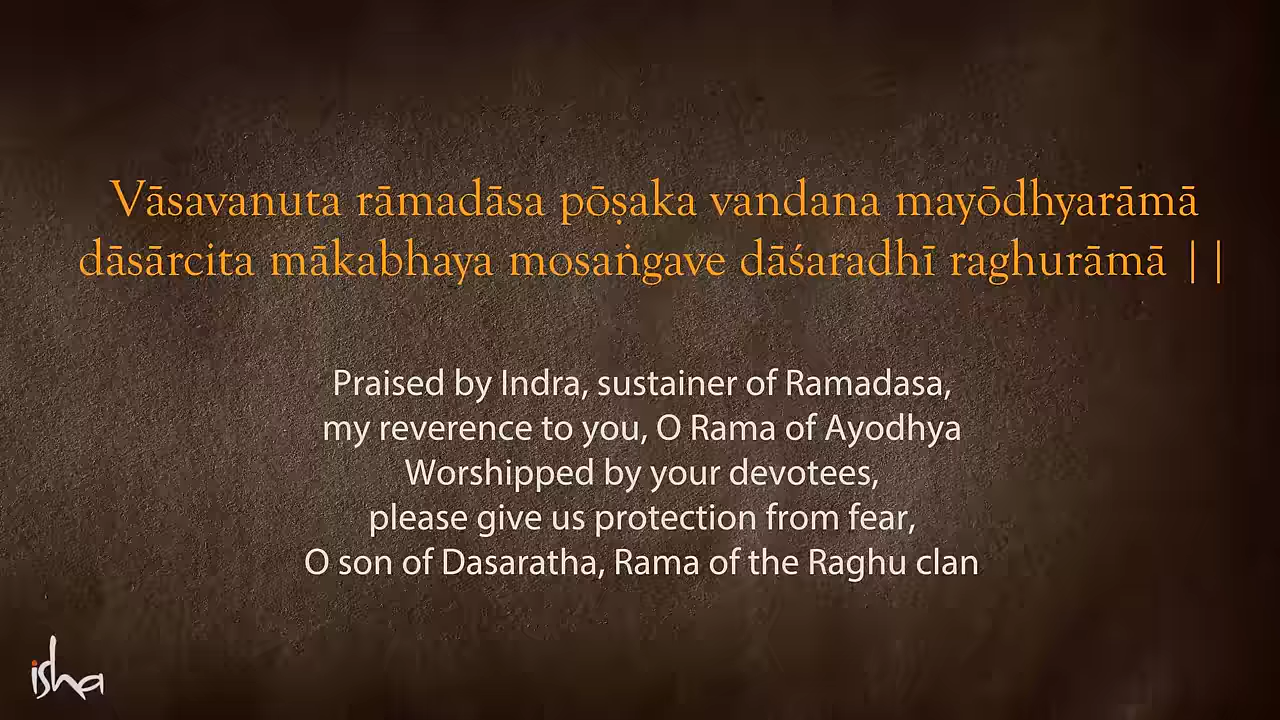 Vāsavanuta rāmadāsa pōṣaka vandana mayōdhyarāmā
dāsārcita mākabhaya mosaṅgave dāśaradhī raghurāmā ||
Praised by Indra, sustainer of Ramadasa,
my reverence to you, O Rama of Ayodhya
Worshipped by your devotees,
please give us protection from fear,
O son of Dasaratha, Rama of the Raghu clan
isha